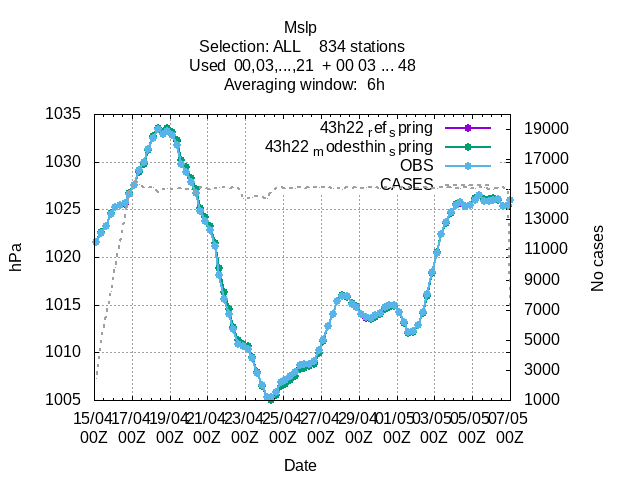 Mslp
Selection: ALL 834 stations
Used 00,03,...,21 + 00 03 ... 48
Averaging window: 6h
1035
1030
1025
1020
1015
1010
1005
hPa
43h22 ref spring
43h22 modesthin spring
OBS
CASES
19000
17000
15000
13000
11000
9000
7000
5000
3000
1000
No cases
15/04 17/04 19/04 21/04 23/04 25/04 27/04 29/04 01/05 03/05 05/05 07/05
00Z 00Z 00Z 00Z 00Z 00Z 00Z 00Z 00Z 00Z 00Z 00Z
Date